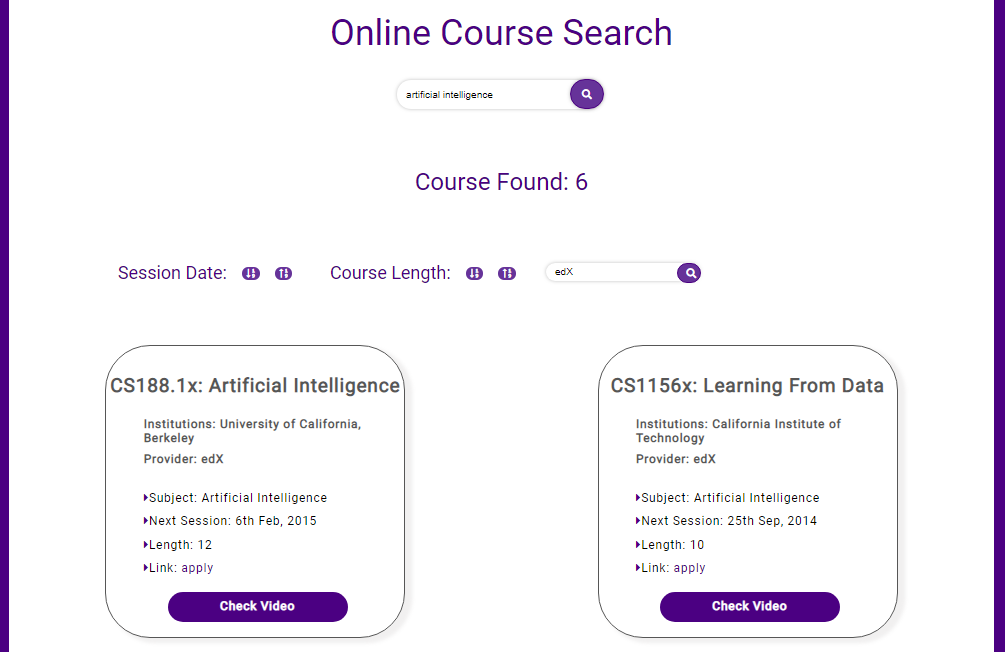 Online Course Search
artificial intelligence
Course Found: 6
Session Date: Course Length: edX
CS188.1x: Artificial Intelligence
Institutions: University of California,
Berkeley
Provider: edX
Subject: Artificial Intelligence
Next Session: 6th Feb, 2015
Length: 12
Link: apply
Check Video
CS1156x: Learning From Data
Institutions: California Institute of
Technology
Provider: edX
Subject: Artificial Intelligence
Next Session: 25th Sep, 2014
Length: 10
Link: apply
Check Video